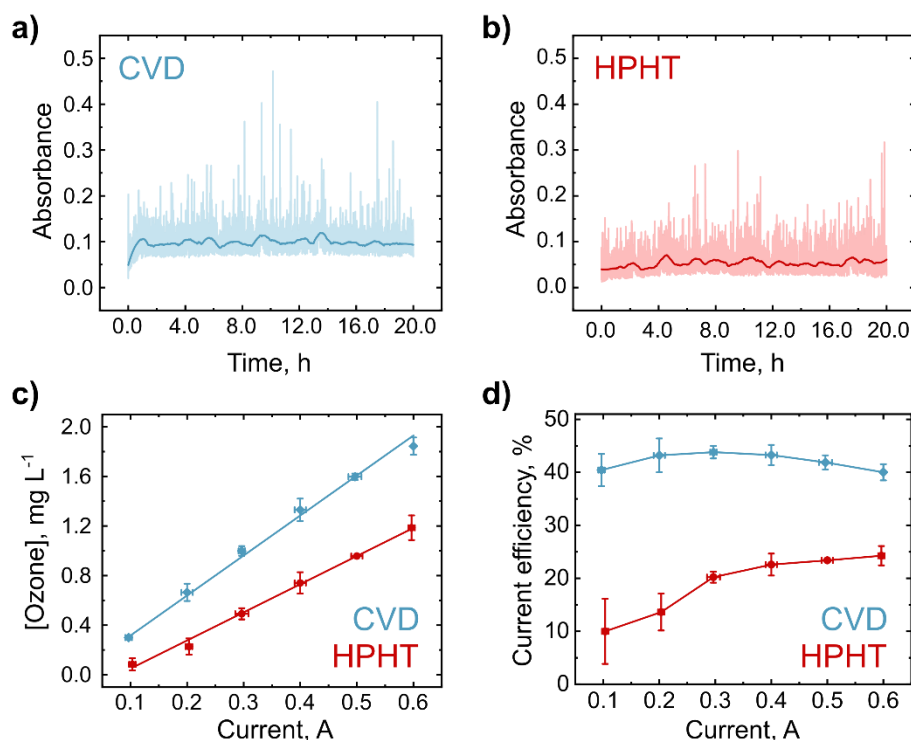 a)
CVD
Absorbance
0.5
0.4
0.3
0.2
0.1
0.0
0.0 4.0 8.0 12.0 16.0 20.0
Time, h
b)
HPHT
Absorbance
0.5
0.4
0.3
0.2
0.1
0.0
0.0 4.0 8.0 12.0 16.0 20.0
Time, h
c)
[Ozone], mg L⁻¹
2.0
1.6
1.2
0.8
0.4
0.0
CVD
HPHT
0.1 0.2 0.3 0.4 0.5 0.6
Current, A
d)
Current efficiency, %
50
40
30
20
10
0
CVD
HPHT
0.1 0.2 0.3 0.4 0.5 0.6
Current, A